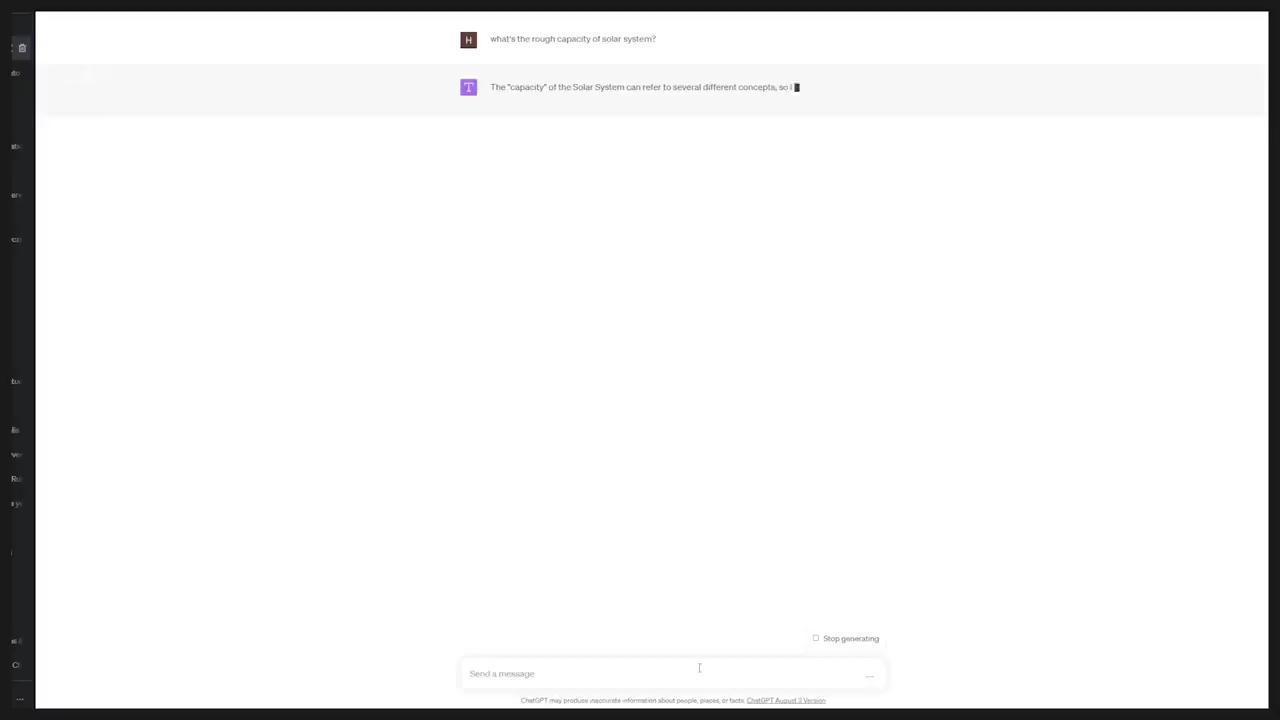 H
what's the rough capacity of solar system?
T
The "capacity" of the Solar System can refer to several different concepts, so I
Stop generating
Send a message
...
ChatGPT may produce inaccurate information about people, places, or facts. ChatGPT August 3 Version